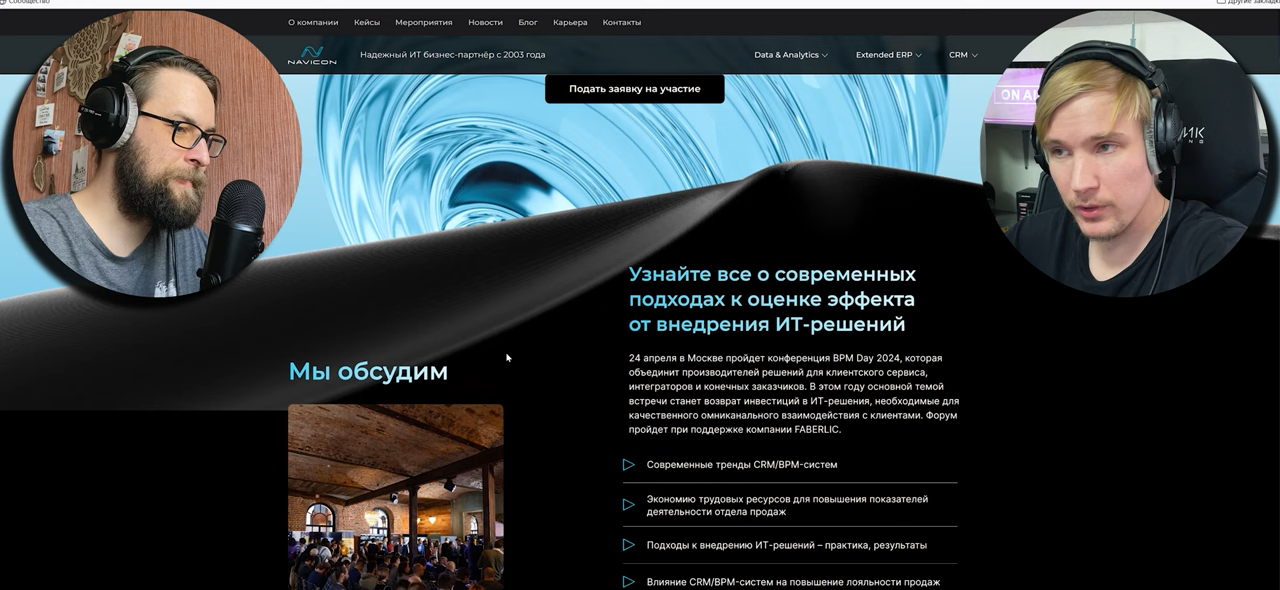 Сообщество
Другие закладк
О компании Кейсы Мероприятия Новости Блог Карьера Контакты
NAVICON
Надежный ИТ бизнес-партнёр с 2003 года
Data & Analytics Extended ERP CRM
Подать заявку на участие
ON AI
Узнайте все о современных
подходах к оценке эффекта
от внедрения ИТ-решений
24 апреля в Москве пройдет конференция BPM Day 2024, которая
объединит производителей решений для клиентского сервиса,
интеграторов и конечных заказчиков. В этом году основной темой
встречи станет возврат инвестиций в ИТ-решения, необходимые для
качественного омниканального взаимодействия с клиентами. Форум
пройдет при поддержке компании FABERLIC.
Мы обсудим
Современные тренды CRM/BPM-систем
Экономию трудовых ресурсов для повышения показателей
деятельности отдела продаж
Подходы к внедрению ИТ-решений – практика, результаты
Влияние CRM/BPM-систем на повышение лояльности продаж